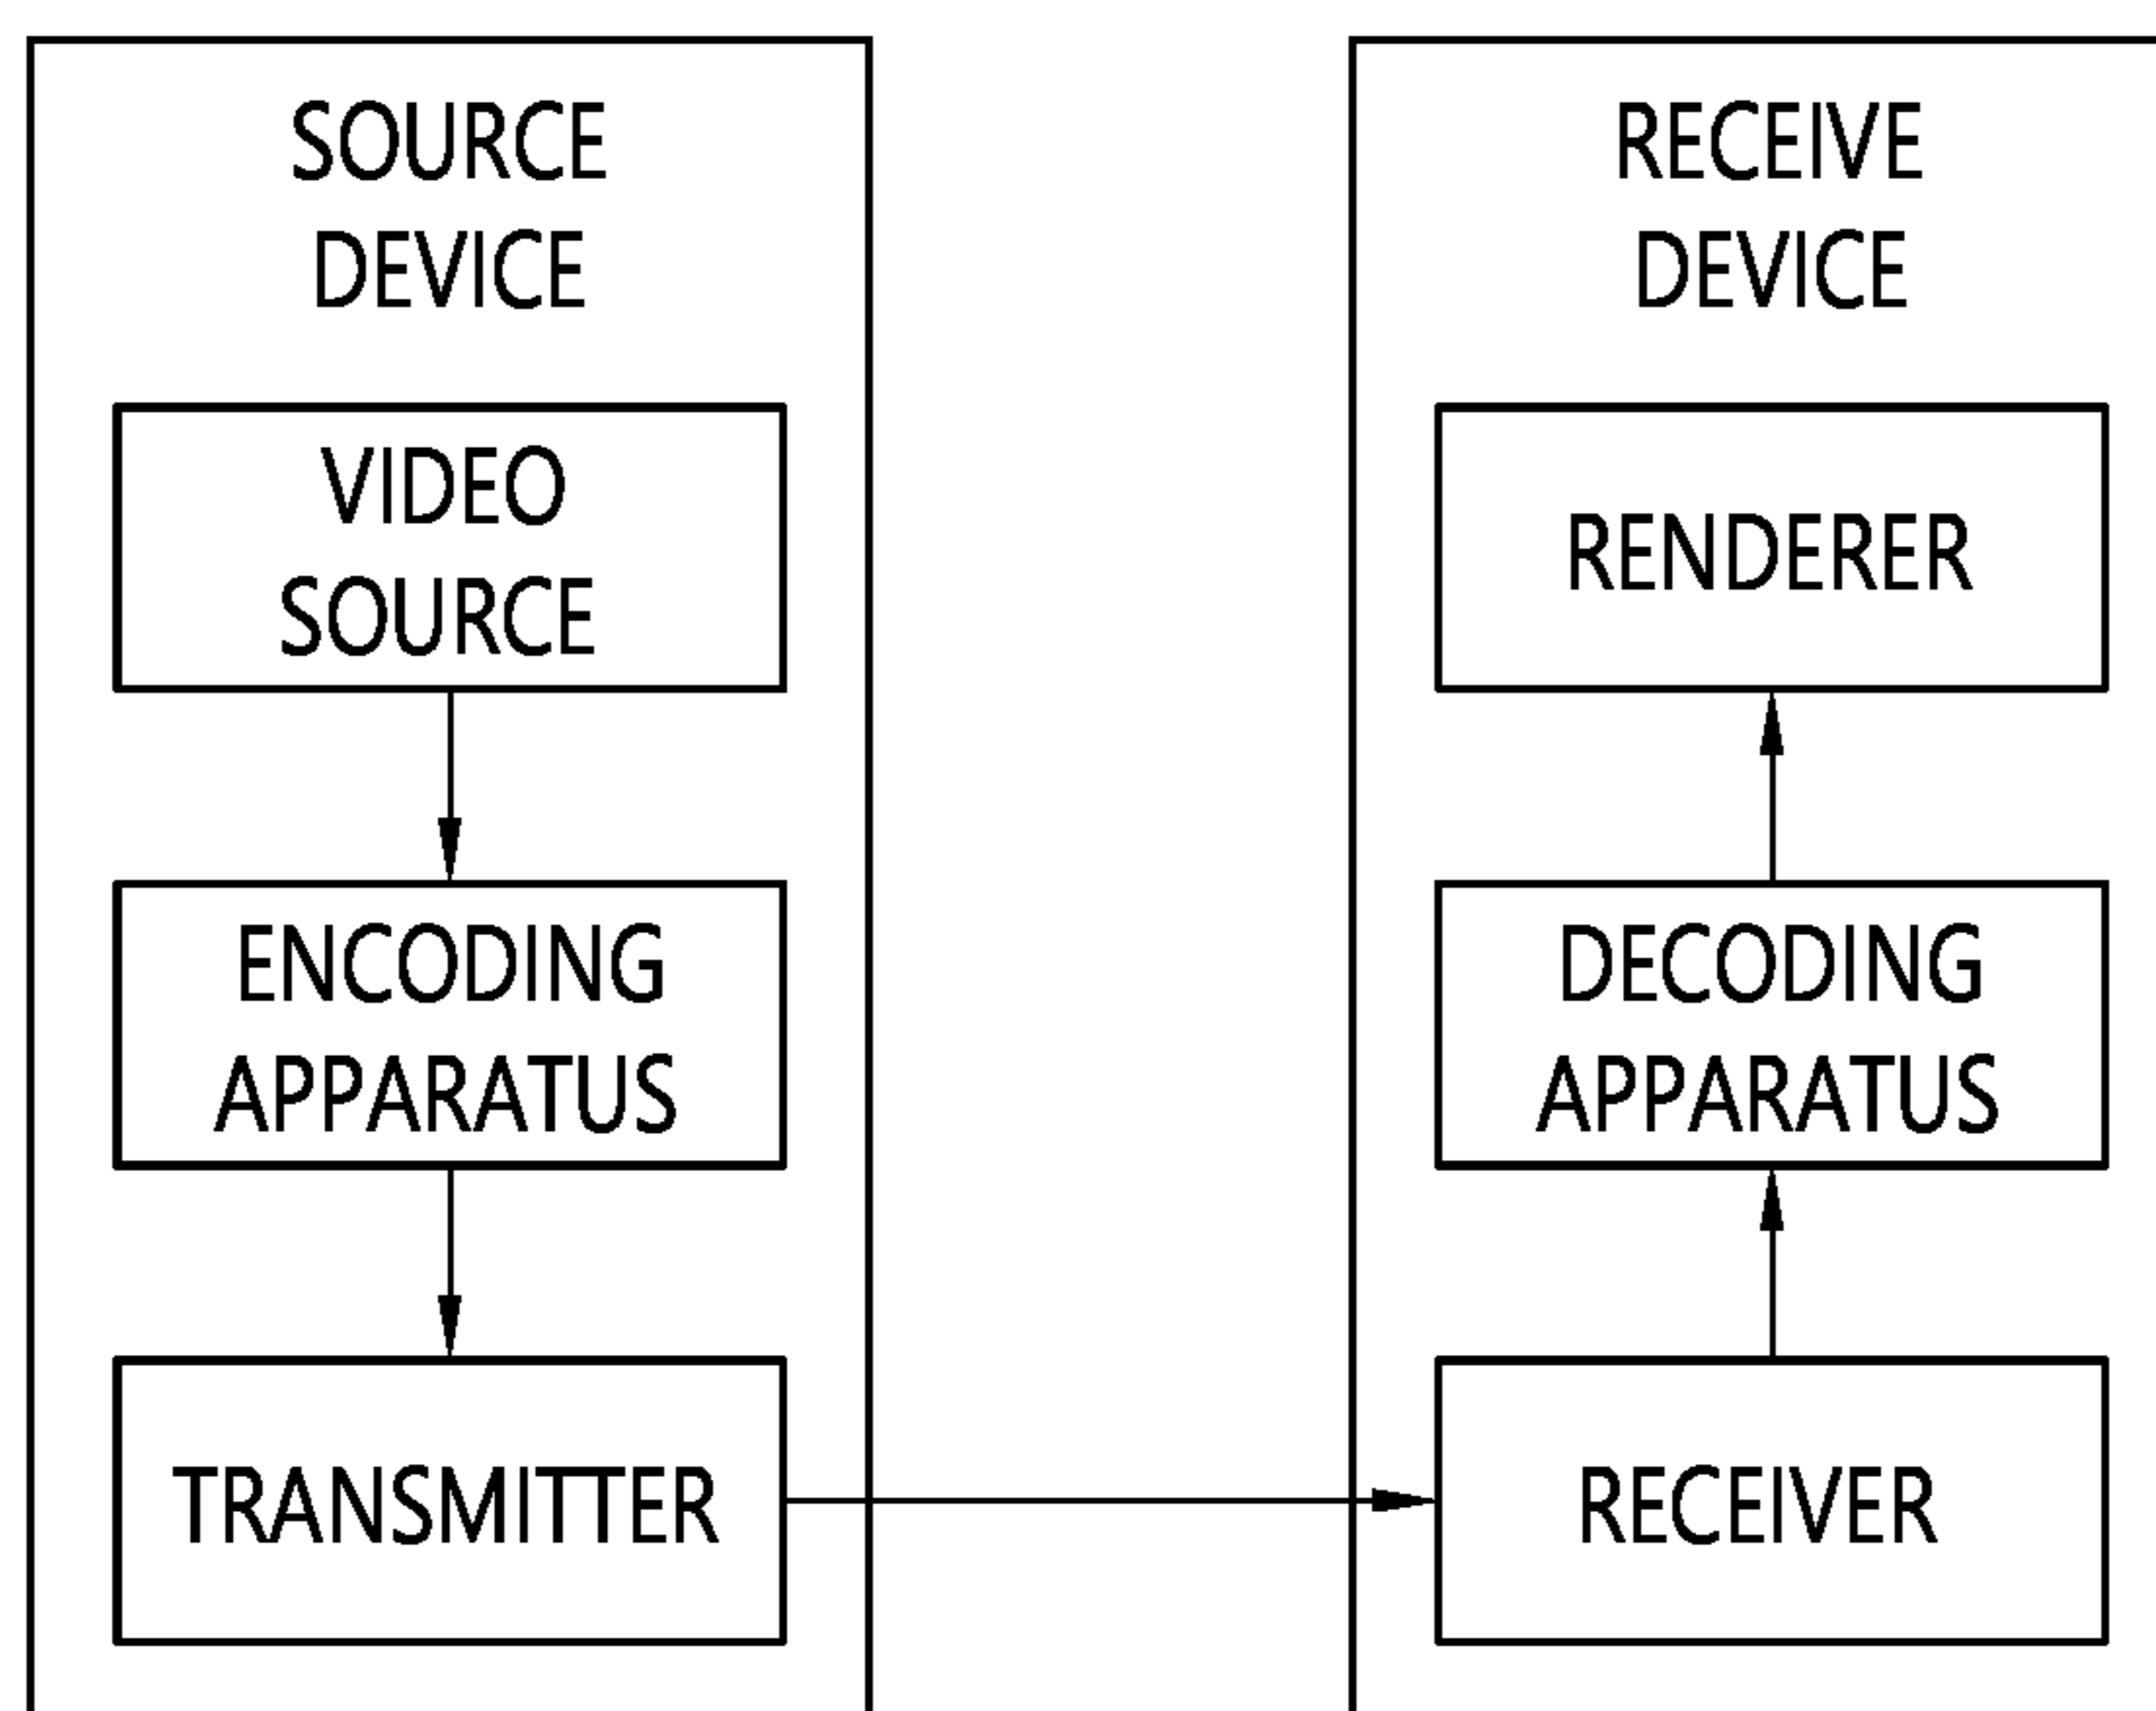 SOURCE
DEVICE
VIDEO
SOURCE
ENCODING
APPARATUS
TRANSMITTER
RECEIVE
DEVICE
RENDERER
DECODING
APPARATUS
RECEIVER